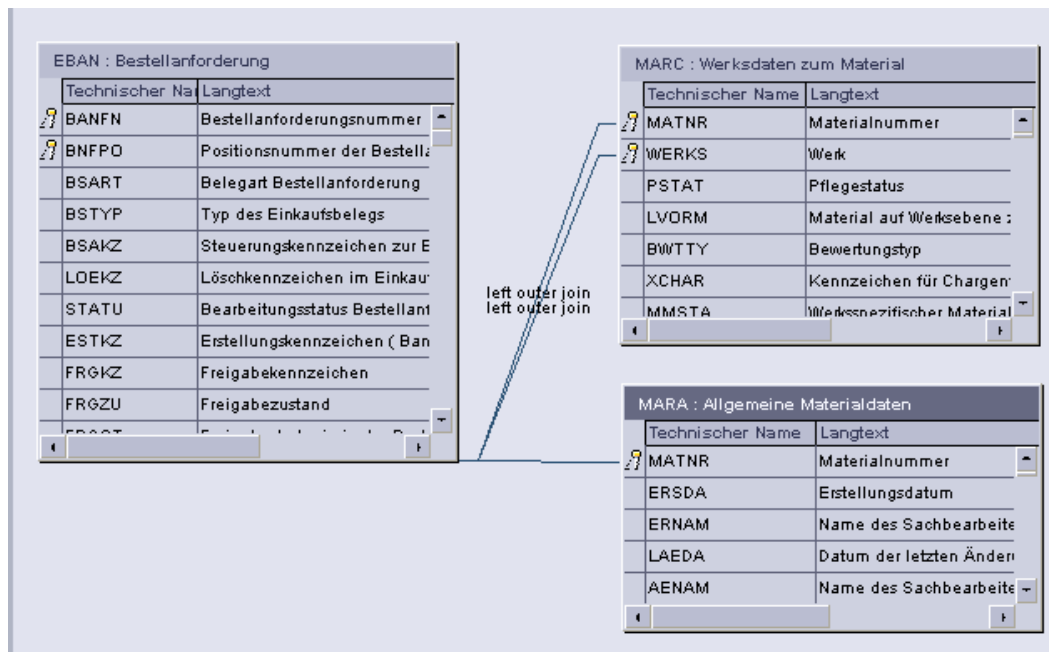 EBAN : Bestellanforderung
Technischer Na Langtext
BANFN Bestellanforderungsnummer
BNFPO Positionsnummer der Bestella
BSART Belegart Bestellanforderung
BSTYP Typ des Einkaufsbelegs
BSAKZ Steuerungskennzeichen zur E
LOEKZ Löschkennzeichen im Einkau
STATU Bearbeitungsstatus Bestellant
ESTKZ Erstellungskennzeichen ( Ban
FRGKZ Freigabekennzeichen
FRGZU Freigabezustand
left outer join
left outer join
MARC : Werksdaten zum Material
Technischer Name Langtext
MATNR Materialnummer
WERKS Werk
PSTAT Pflegestatus
LVORM Material auf Werksebene z
BWTTY Bewertungstyp
XCHAR Kennzeichen für Chargen
MMSTA Werksspezifischer Material
MARA : Allgemeine Materialdaten
Technischer Name Langtext
MATNR Materialnummer
ERSDA Erstellungsdatum
ERNAM Name des Sachbearbeite
LAEDA Datum der letzten Änder
AENAM Name des Sachbearbeite